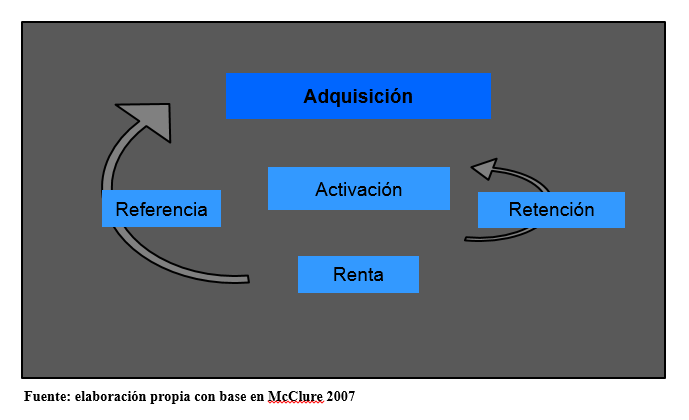 Adquisición
Activación
Referencia
Retención
Renta
Fuente: elaboración propia con base en McClure 2007